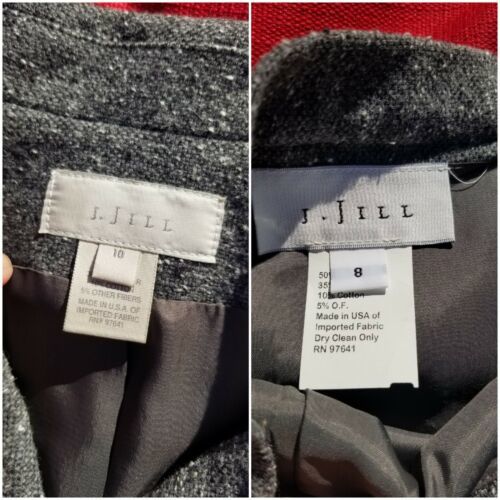 J. JILL
10
R
5% OTHER FIBERS
MADE IN U.S.A. OF
IMPORTED FABRIC
RN# 97641
J. JILL
8
50%
35%
10% Cotton
5% O.F.
Made in USA of
Imported Fabric
Dry Clean Only
RN 97641